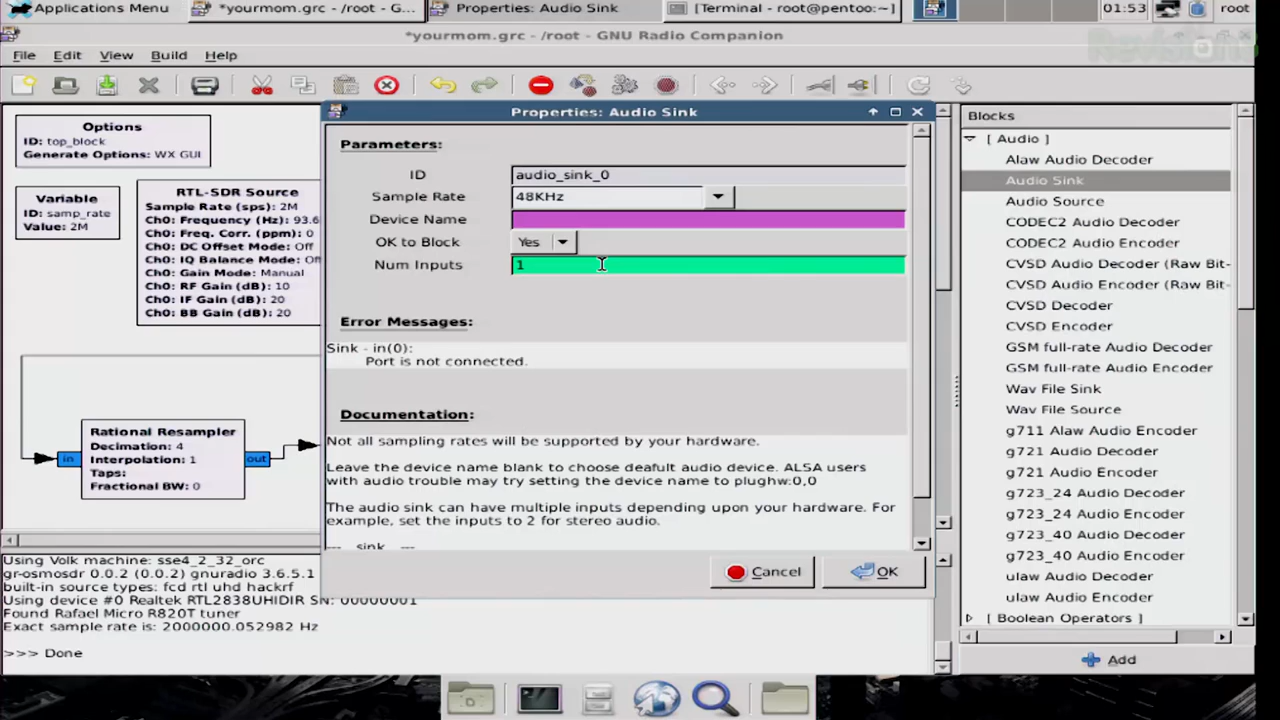 Applications Menu
*yourmom.grc - /root - G...
Properties: Audio Sink
[Terminal - root@pentoo:~]
01:53
root
*yourmom.grc - /root - GNU Radio Companion
Revision3
File Edit View Build Help
Options
ID: top_block
Generate Options: WX GUI
Variable
ID: samp_rate
Value: 2M
RTL-SDR Source
Sample Rate (sps): 2M
Ch0: Frequency (Hz): 93.6
Ch0: Freq. Corr. (ppm): 0
Ch0: DC Offset Mode: Off
Ch0: IQ Balance Mode: Off
Ch0: Gain Mode: Manual
Ch0: RF Gain (dB): 10
Ch0: IF Gain (dB): 20
Ch0: BB Gain (dB): 20
Rational Resampler
Decimation: 4
Interpolation: 1
Taps:
Fractional BW: 0
in
out
Properties: Audio Sink
Parameters:
ID audio_sink_0
Sample Rate 48KHz
Device Name
OK to Block Yes
Num Inputs 1
Error Messages:
Sink - in(0):
Port is not connected.
Documentation:
Not all sampling rates will be supported by your hardware.
Leave the device name blank to choose deafult audio device. ALSA users
with audio trouble may try setting the device name to plughw:0,0
The audio sink can have multiple inputs depending upon your hardware. For
example, set the inputs to 2 for stereo audio.
--- sink ---
Cancel OK
Using Volk machine: sse4_2_32_orc
gr-osmosdr 0.0.2 (0.0.2) gnuradio 3.6.5.1
built-in source types: fcd rtl uhd hackrf
Using device #0 Realtek RTL2838UHIDIR SN: 00000001
Found Rafael Micro R820T tuner
Exact sample rate is: 2000000.052982 Hz
>>> Done
Blocks
[ Audio ]
Alaw Audio Decoder
Audio Sink
Audio Source
CODEC2 Audio Decoder
CODEC2 Audio Encoder
CVSD Audio Decoder (Raw Bit-
CVSD Audio Encoder (Raw Bit-
CVSD Decoder
CVSD Encoder
GSM full-rate Audio Decoder
GSM full-rate Audio Encoder
Wav File Sink
Wav File Source
g711 Alaw Audio Encoder
g721 Audio Decoder
g721 Audio Encoder
g723_24 Audio Decoder
g723_24 Audio Encoder
g723_40 Audio Decoder
g723_40 Audio Encoder
ulaw Audio Decoder
ulaw Audio Encoder
[ Boolean Operators ]
Add